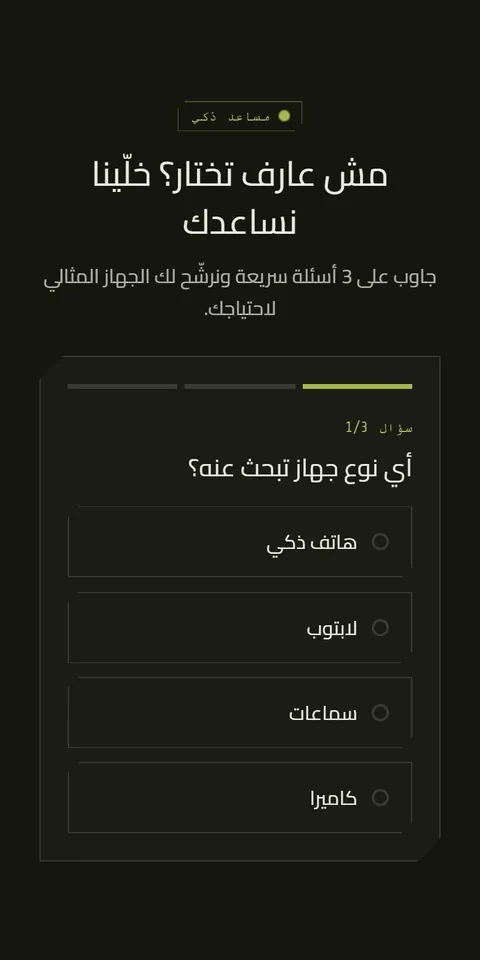 مساعد ذكي
مش عارف تختار؟ خلّينا
نساعدك
جاوب على 3 أسئلة سريعة ونرشّح لك الجهاز المثالي
لاحتياجك.
سؤال 1/3
أي نوع جهاز تبحث عنه؟
هاتف ذكي
لابتوب
سماعات
كاميرا